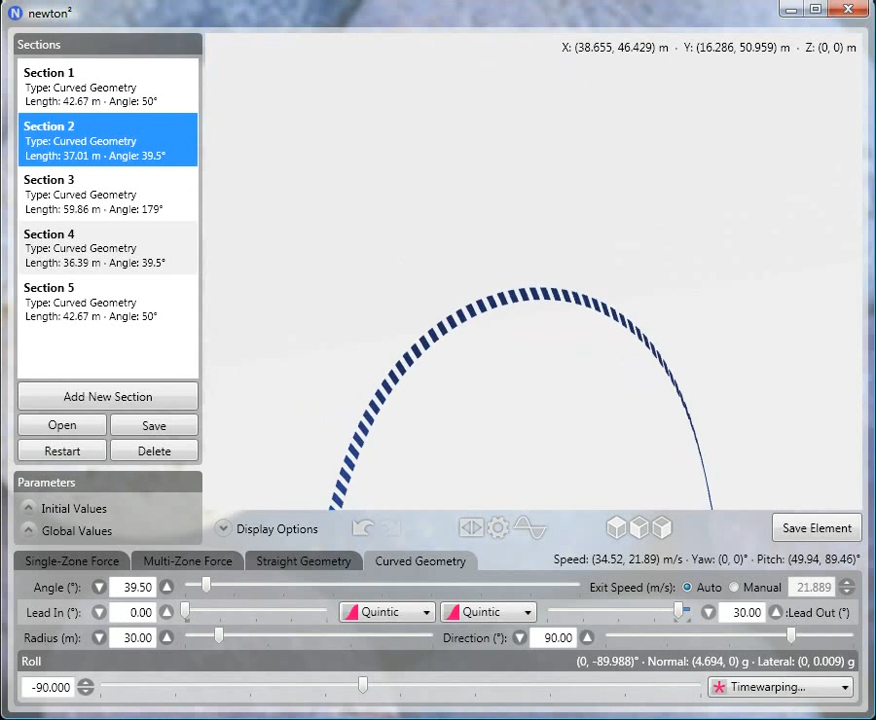 newton²
Sections
X: (38.655, 46.429) m · Y: (16.286, 50.959) m · Z: (0, 0) m
Section 1
Type: Curved Geometry
Length: 42.67 m · Angle: 50°
Section 2
Type: Curved Geometry
Length: 37.01 m · Angle: 39.5°
Section 3
Type: Curved Geometry
Length: 59.86 m · Angle: 179°
Section 4
Type: Curved Geometry
Length: 36.39 m · Angle: 39.5°
Section 5
Type: Curved Geometry
Length: 42.67 m · Angle: 50°
Add New Section
Open Save
Restart Delete
Parameters
Initial Values
Global Values
Display Options
Save Element
Single-Zone Force Multi-Zone Force Straight Geometry Curved Geometry
Speed: (34.52, 21.89) m/s · Yaw: (0, 0)° · Pitch: (49.94, 89.46)°
Angle (°): 39.50 Exit Speed (m/s): Auto Manual 21.889
Lead In (°): 0.00 Quintic Quintic 30.00 :Lead Out (°)
Radius (m): 30.00 Direction (°): 90.00
Roll (0, -89.988)° · Normal: (4.694, 0) g · Lateral: (0, 0.009) g
-90.000 Timewarping...